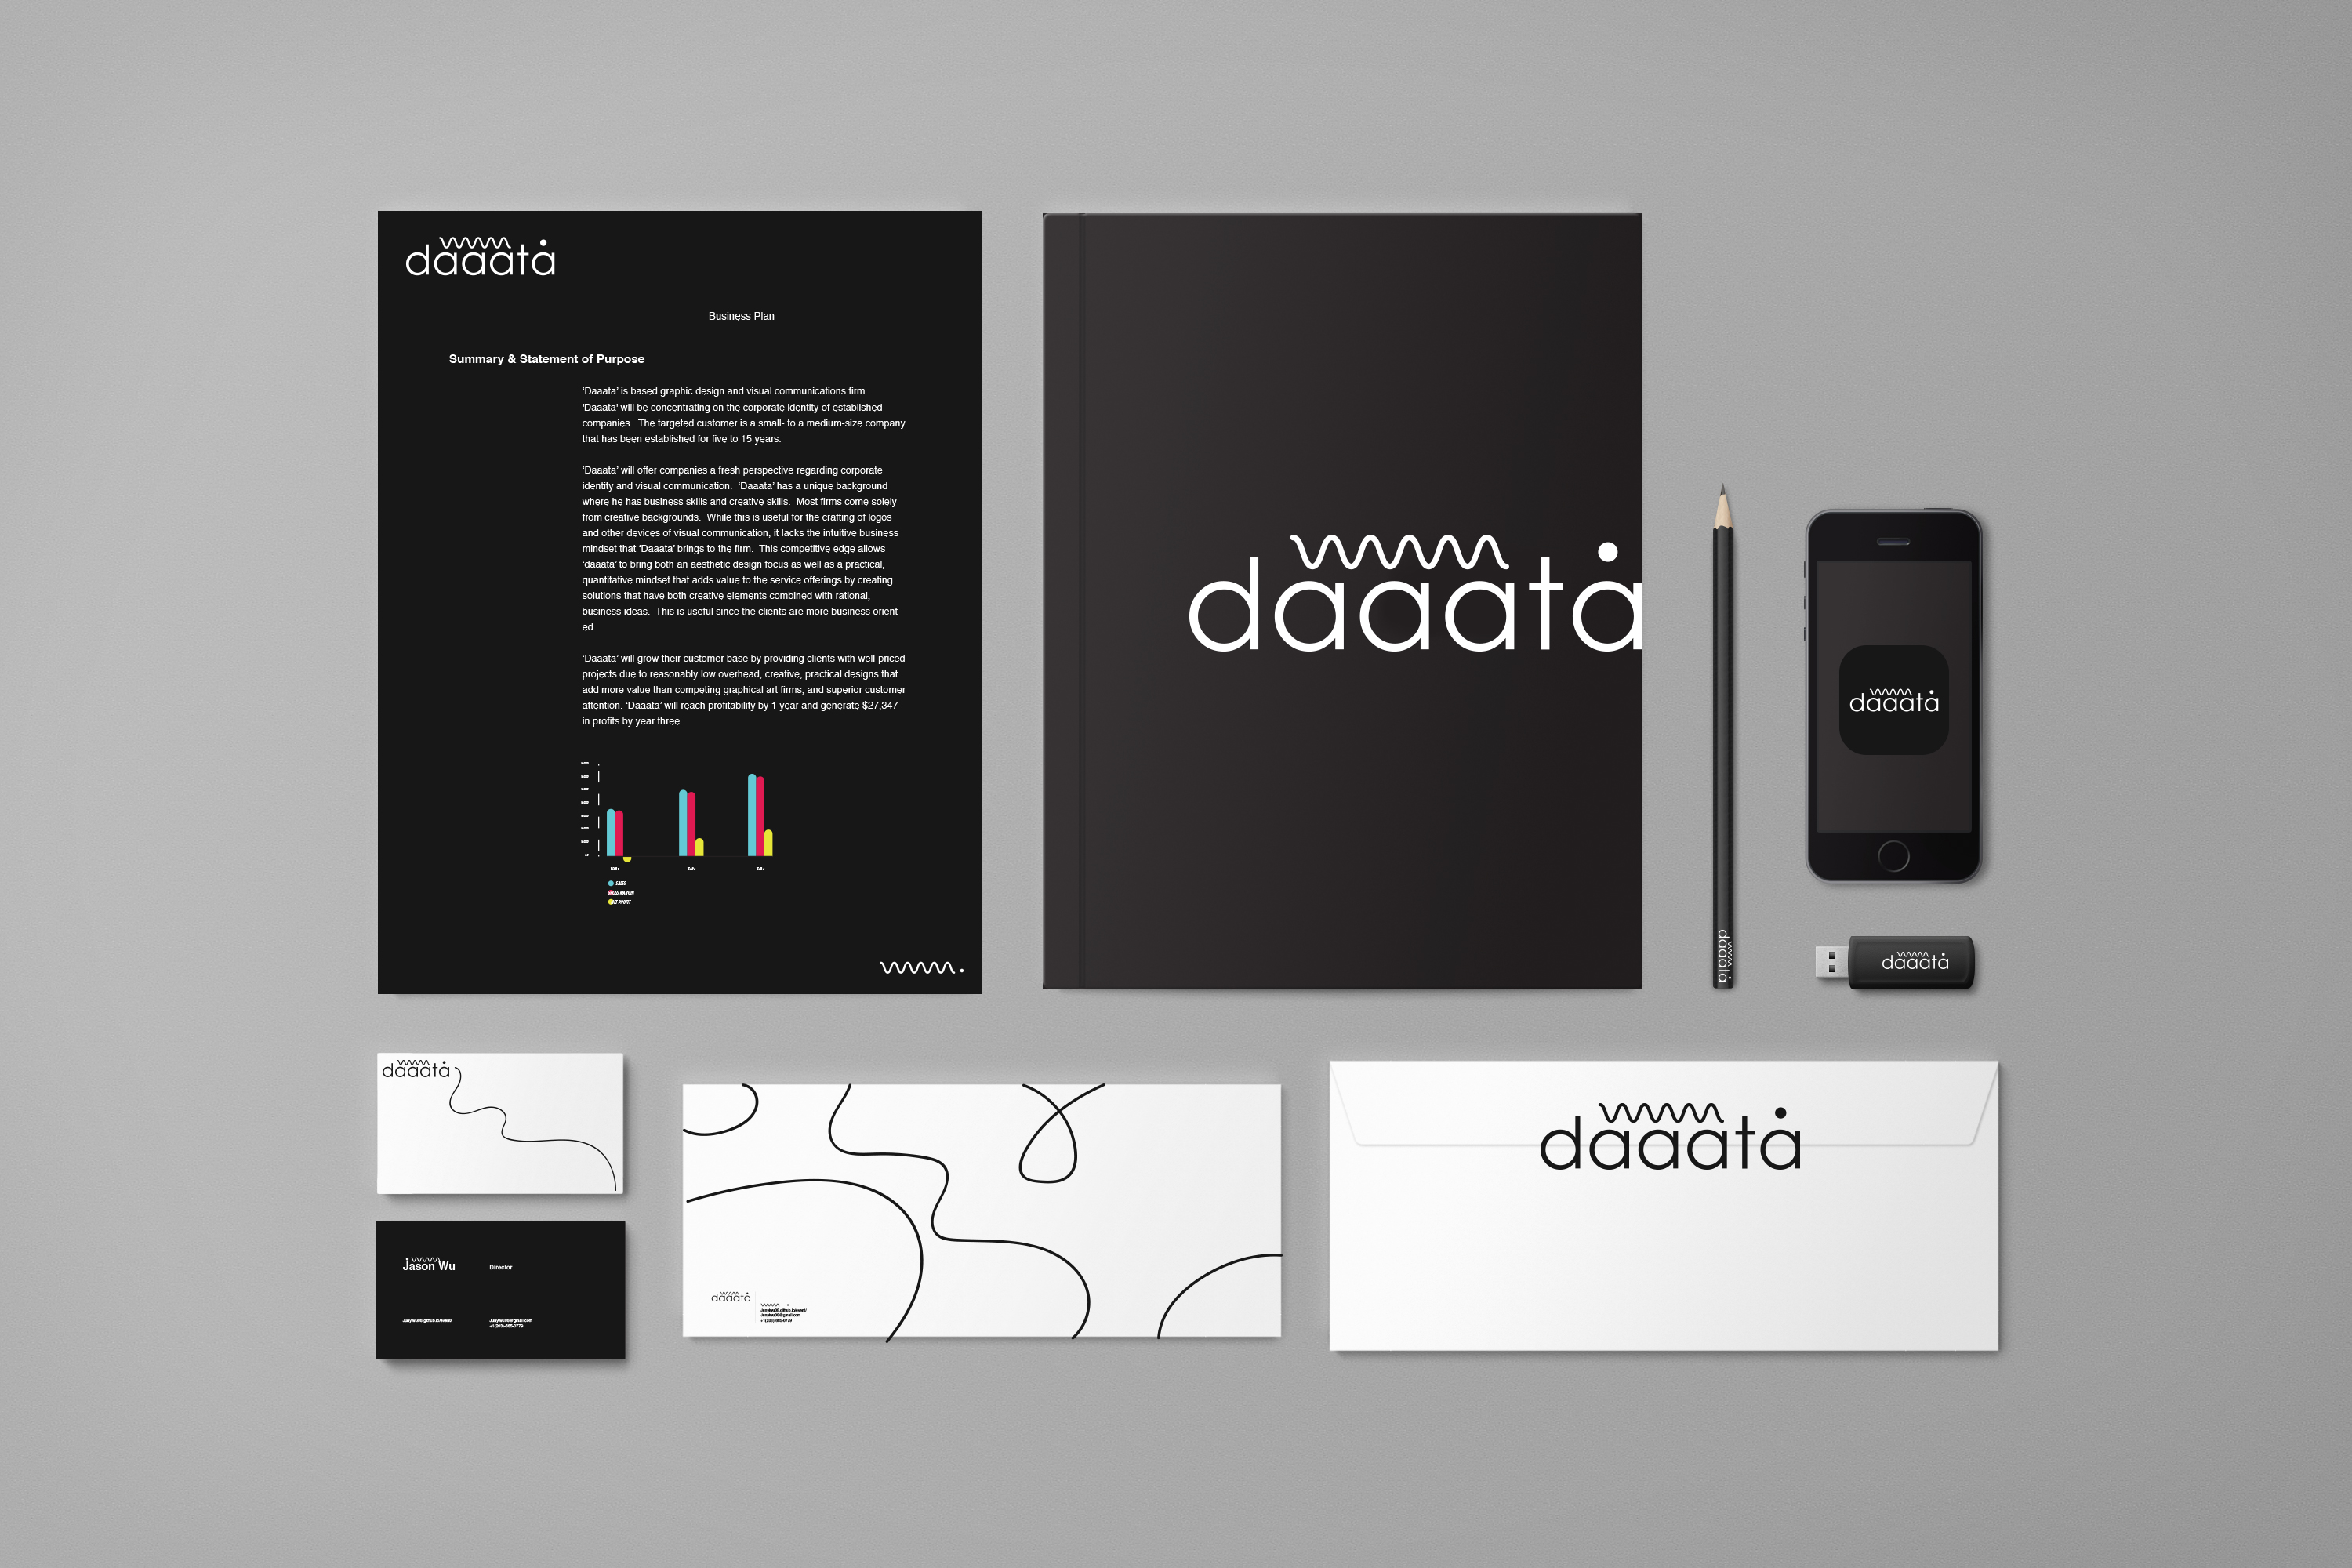 daaata
Business Plan
Summary & Statement of Purpose
‘Daaata’ is based graphic design and visual communications firm.
'Daaata' will be concentrating on the corporate identity of established
companies.  The targeted customer is a small- to a medium-size company
that has been established for five to 15 years.
‘Daaata’ will offer companies a fresh perspective regarding corporate
identity and visual communication.  ‘Daaata’ has a unique background
where he has business skills and creative skills.  Most firms come solely
from creative backgrounds.  While this is useful for the crafting of logos
and other devices of visual communication, it lacks the intuitive business
mindset that ‘Daaata’ brings to the firm.  This competitive edge allows
‘daaata’ to bring both an aesthetic design focus as well as a practical,
quantitative mindset that adds value to the service offerings by creating
solutions that have both creative elements combined with rational,
business ideas.  This is useful since the clients are more business orient-
ed.
‘Daaata’ will grow their customer base by providing clients with well-priced
projects due to reasonably low overhead, creative, practical designs that
add more value than competing graphical art firms, and superior customer
attention. ‘Daaata’ will reach profitability by 1 year and generate $27,347
in profits by year three.
SALES
daaata
daaata
daaata
daaata
daaata
Jason Wu
Director
daaata
daaata